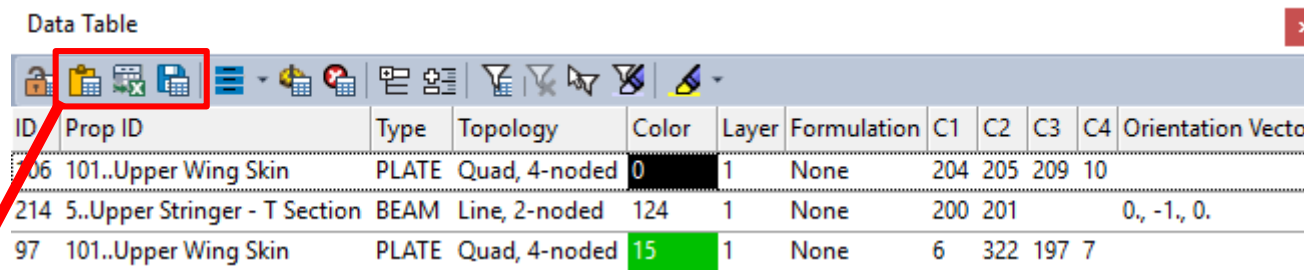 Data Table
ID Prop ID Type Topology Color Layer Formulation C1 C2 C3 C4 Orientation Vecto
106 101..Upper Wing Skin PLATE Quad, 4-noded 0 1 None 204 205 209 10
214 5..Upper Stringer - T Section BEAM Line, 2-noded 124 1 None 200 201 0., -1., 0.
97 101..Upper Wing Skin PLATE Quad, 4-noded 15 1 None 6 322 197 7